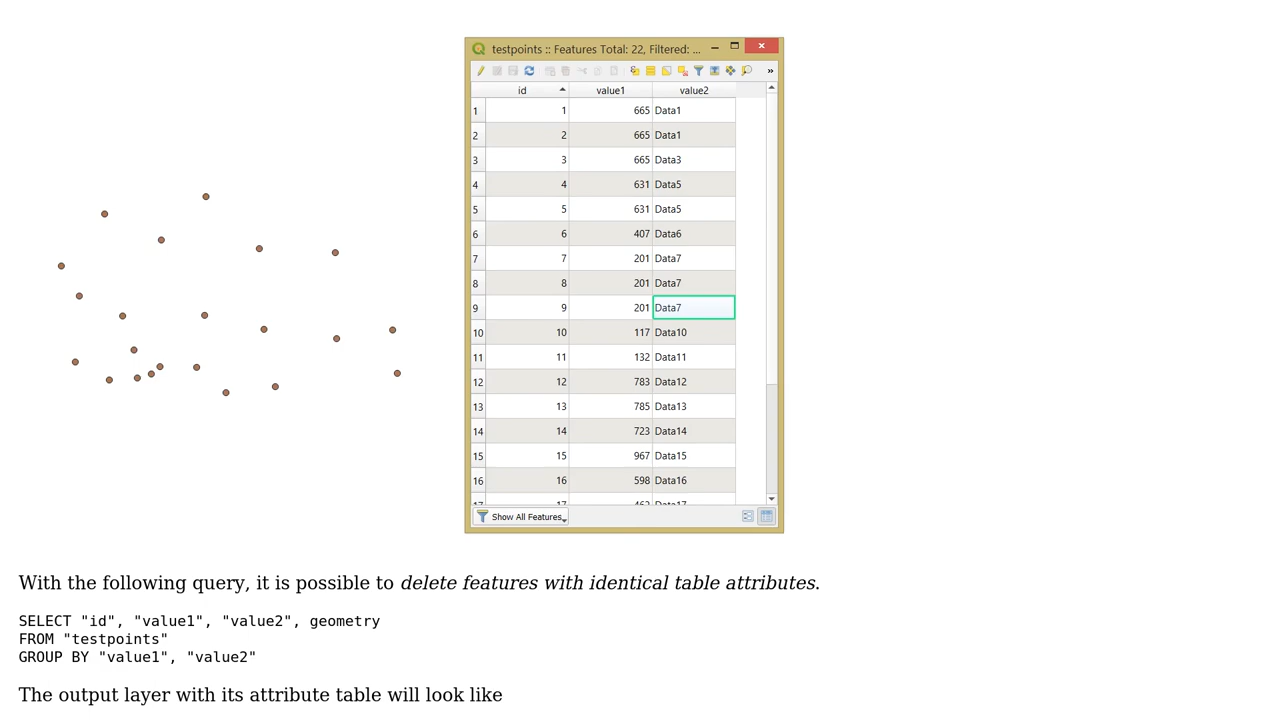 testpoints :: Features Total: 22, Filtered: ...
id value1 value2
1 1 665 Data1
2 2 665 Data1
3 3 665 Data3
4 4 631 Data5
5 5 631 Data5
6 6 407 Data6
7 7 201 Data7
8 8 201 Data7
9 9 201 Data7
10 10 117 Data10
11 11 132 Data11
12 12 783 Data12
13 13 785 Data13
14 14 723 Data14
15 15 967 Data15
16 16 598 Data16
17 17 462 Data17
Show All Features
With the following query, it is possible to delete features with identical table attributes.
SELECT "id", "value1", "value2", geometry
FROM "testpoints"
GROUP BY "value1", "value2"
The output layer with its attribute table will look like